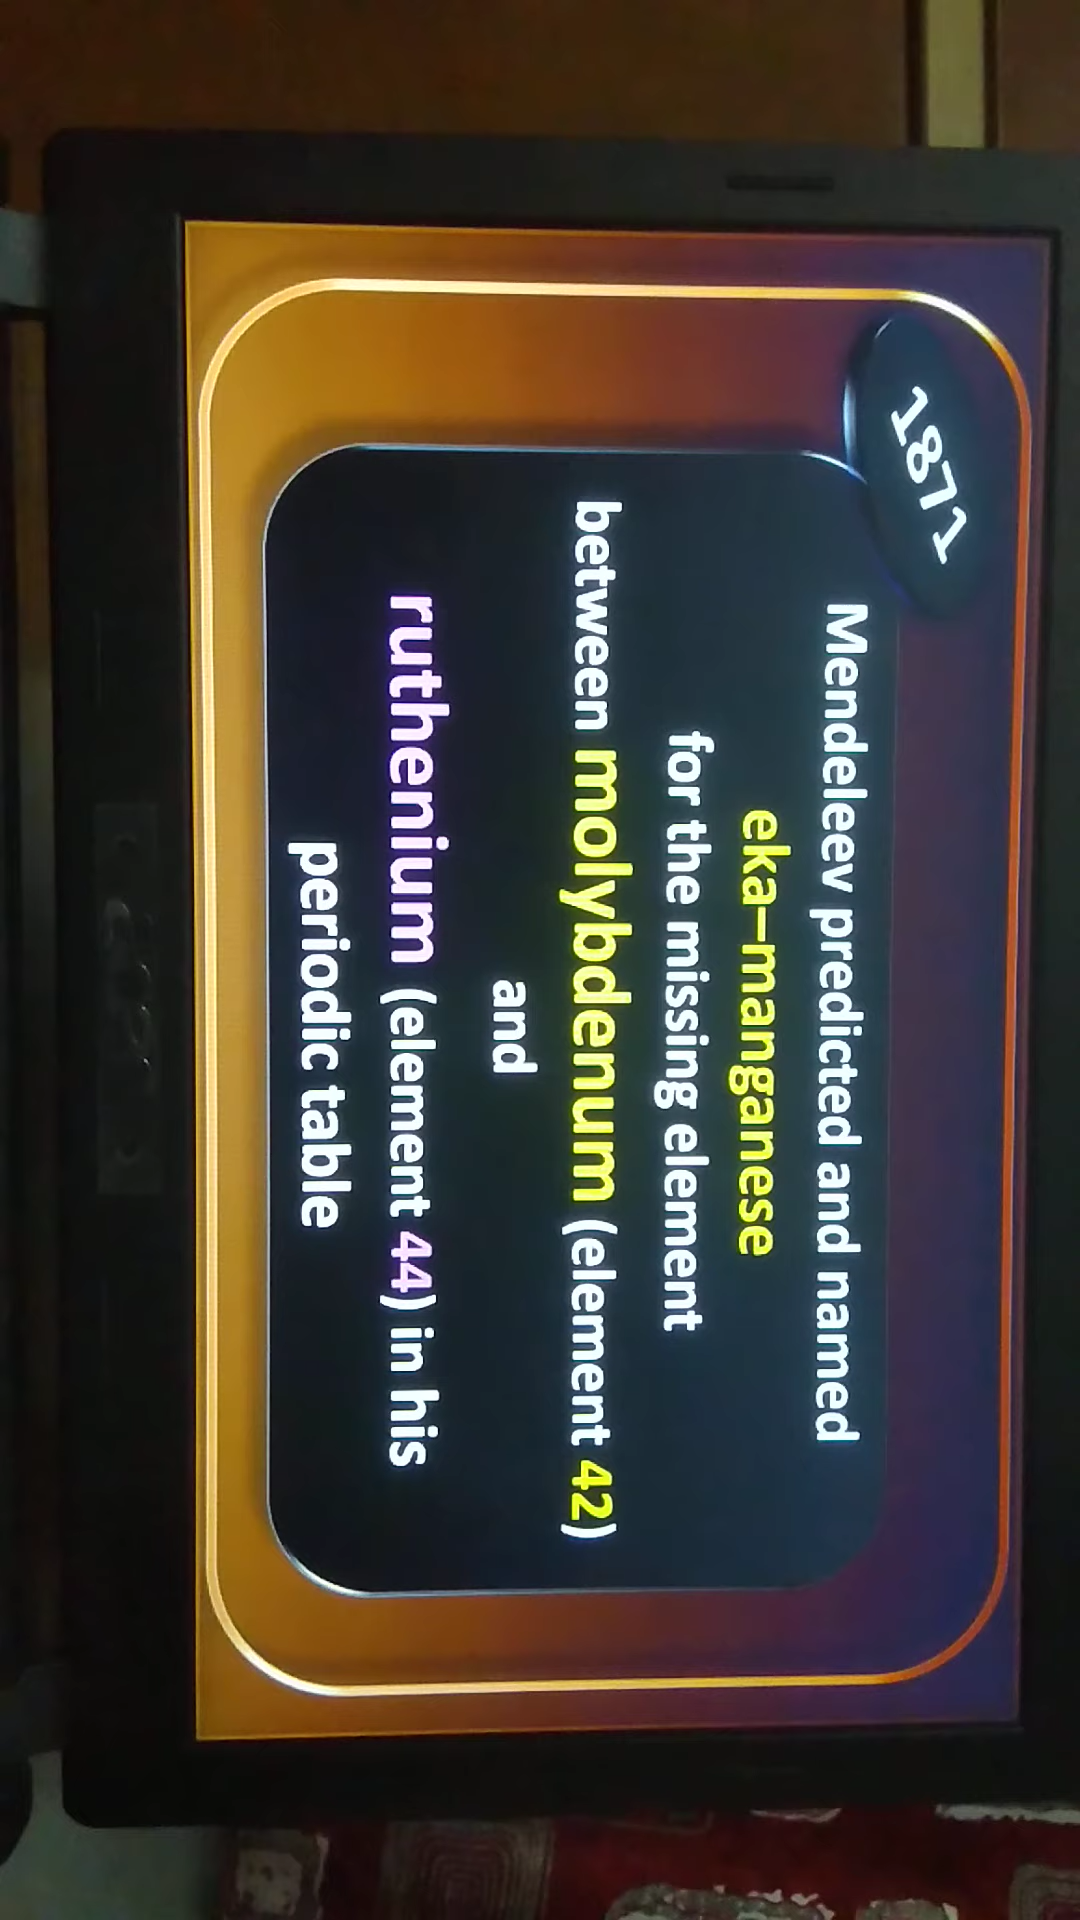 1871
Mendeleev predicted and named
eka–manganese
for the missing element
between molybdenum (element 42)
and
ruthenium (element 44) in his
periodic table